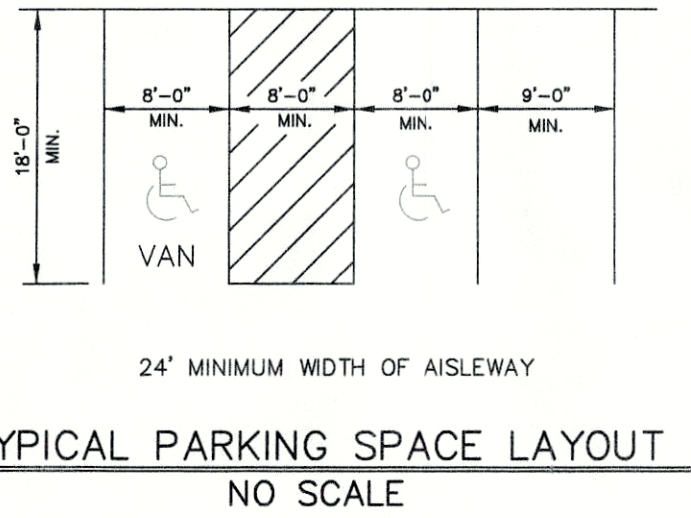 8'-0" 8'-0" 8'-0" 9'-0"
MIN. MIN. MIN. MIN.
18'-0"
MIN.
VAN
24' MINIMUM WIDTH OF AISLEWAY
YPICAL PARKING SPACE LAYOUT
NO SCALE